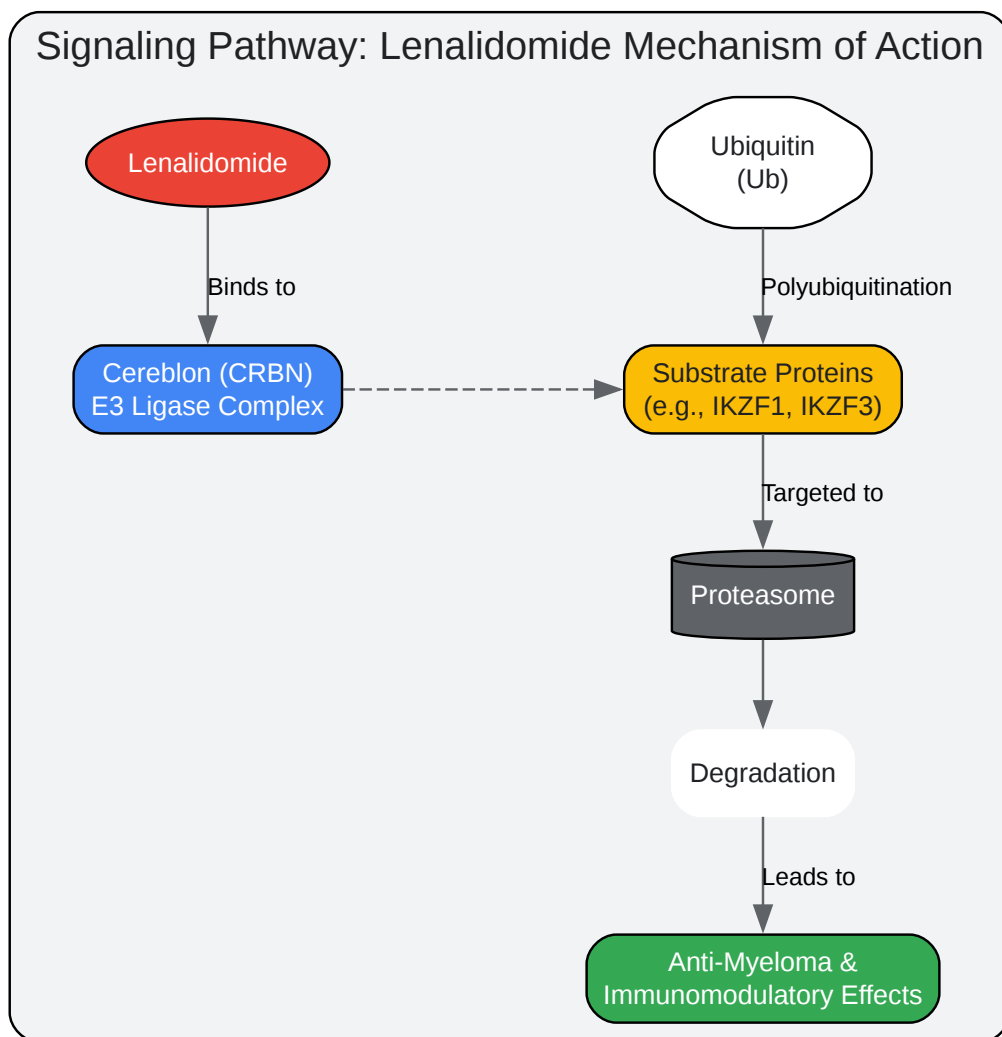 Signaling Pathway: Lenalidomide Mechanism of Action
Lenalidomide
Ubiquitin
(Ub)
Binds to
Polyubiquitination
Cereblon (CRBN)
E3 Ligase Complex
Substrate Proteins
(e.g., IKZF1, IKZF3)
Targeted to
Proteasome
Degradation
Leads to
Anti-Myeloma &
Immunomodulatory Effects